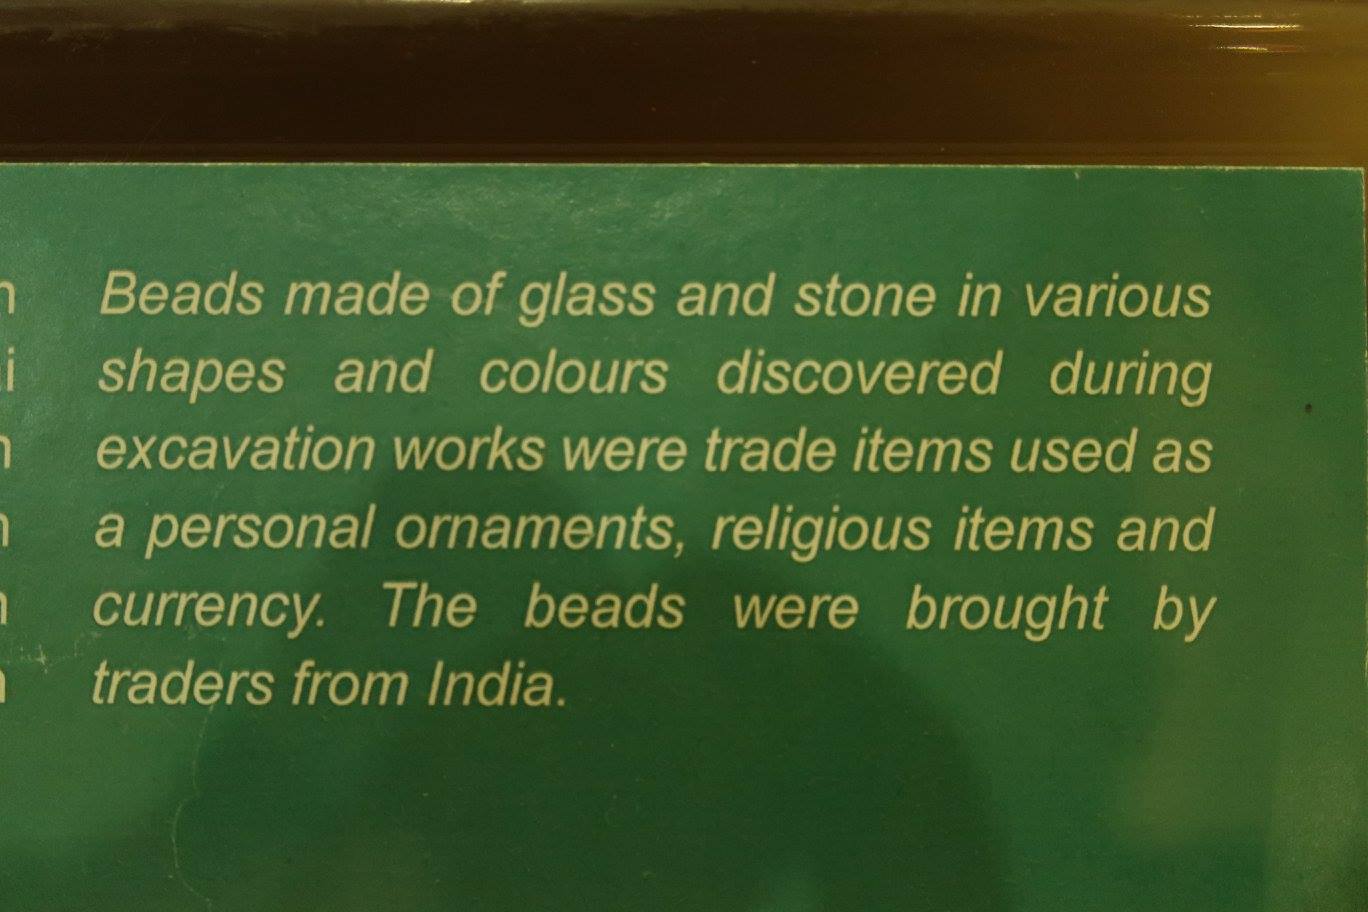 Beads made of glass and stone in various
shapes and colours discovered during
excavation works were trade items used as
a personal ornaments, religious items and
currency. The beads were brought by
traders from India.